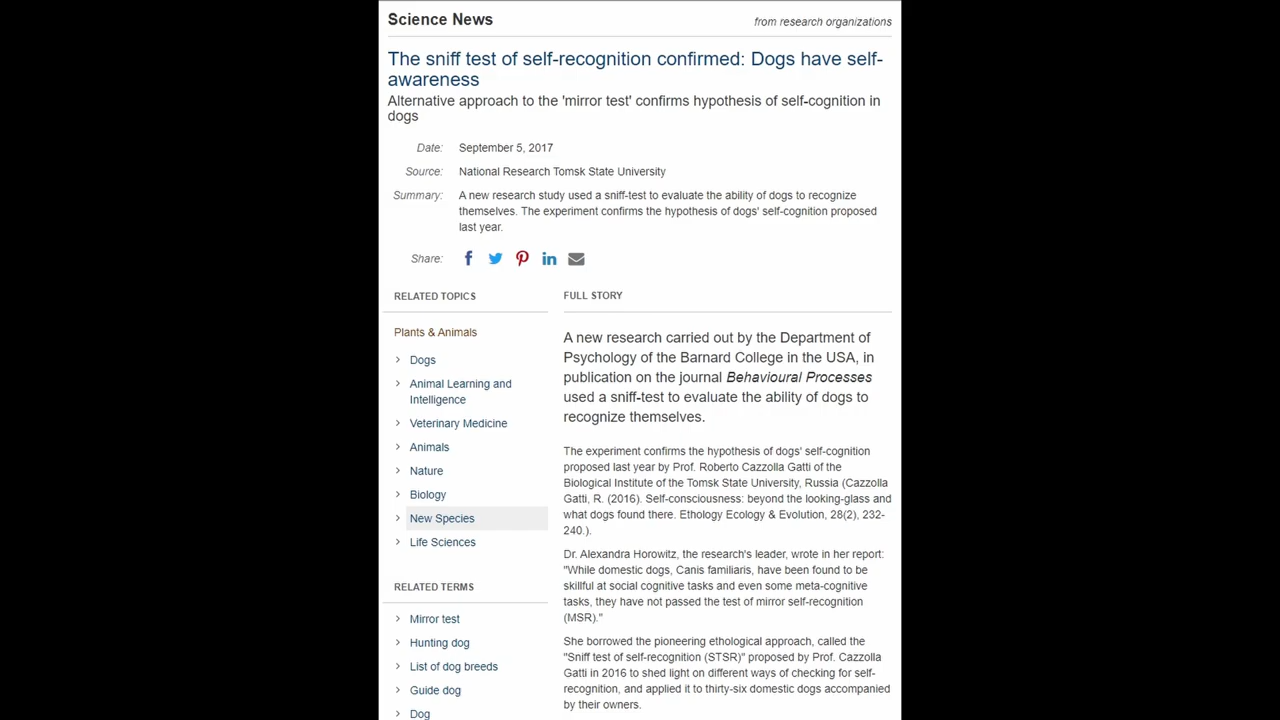 Science News
from research organizations
The sniff test of self-recognition confirmed: Dogs have self-
awareness
Alternative approach to the 'mirror test' confirms hypothesis of self-cognition in
dogs
Date: September 5, 2017
Source: National Research Tomsk State University
Summary: A new research study used a sniff-test to evaluate the ability of dogs to recognize
themselves. The experiment confirms the hypothesis of dogs' self-cognition proposed
last year.
Share:
RELATED TOPICS
Plants & Animals
Dogs
Animal Learning and
Intelligence
Veterinary Medicine
Animals
Nature
Biology
New Species
Life Sciences
RELATED TERMS
Mirror test
Hunting dog
List of dog breeds
Guide dog
Dog
FULL STORY
A new research carried out by the Department of
Psychology of the Barnard College in the USA, in
publication on the journal Behavioural Processes
used a sniff-test to evaluate the ability of dogs to
recognize themselves.
The experiment confirms the hypothesis of dogs' self-cognition
proposed last year by Prof. Roberto Cazzolla Gatti of the
Biological Institute of the Tomsk State University, Russia (Cazzolla
Gatti, R. (2016). Self-consciousness: beyond the looking-glass and
what dogs found there. Ethology Ecology & Evolution, 28(2), 232-
240.).
Dr. Alexandra Horowitz, the research's leader, wrote in her report:
"While domestic dogs, Canis familiaris, have been found to be
skillful at social cognitive tasks and even some meta-cognitive
tasks, they have not passed the test of mirror self-recognition
(MSR)."
She borrowed the pioneering ethological approach, called the
"Sniff test of self-recognition (STSR)" proposed by Prof. Cazzolla
Gatti in 2016 to shed light on different ways of checking for self-
recognition, and applied it to thirty-six domestic dogs accompanied
by their owners.